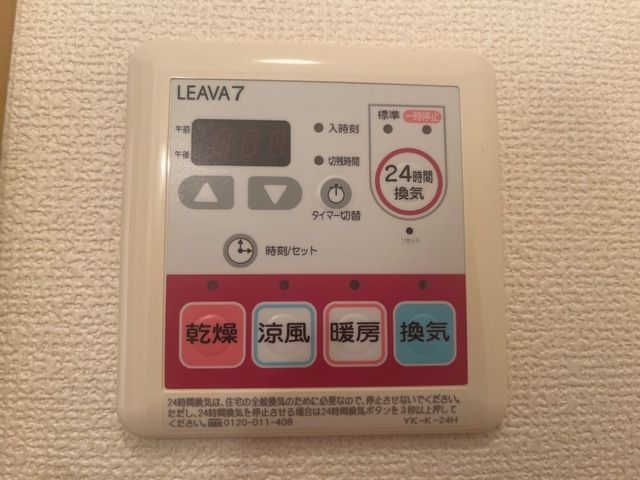 LEAVA7
標準 一時停止
午前
入時刻
午後
切残時間
24時間
換気
タイマー切替
リセット
時刻/セット
乾燥 涼風 暖房 換気
24時間換気は、住宅の全般換気のために必要なので、停止させないでください。
ただし、24時間換気を停止させる場合は24時間換気ボタンを3秒以上押して
ください。 0120-011-408
YK-K-24H